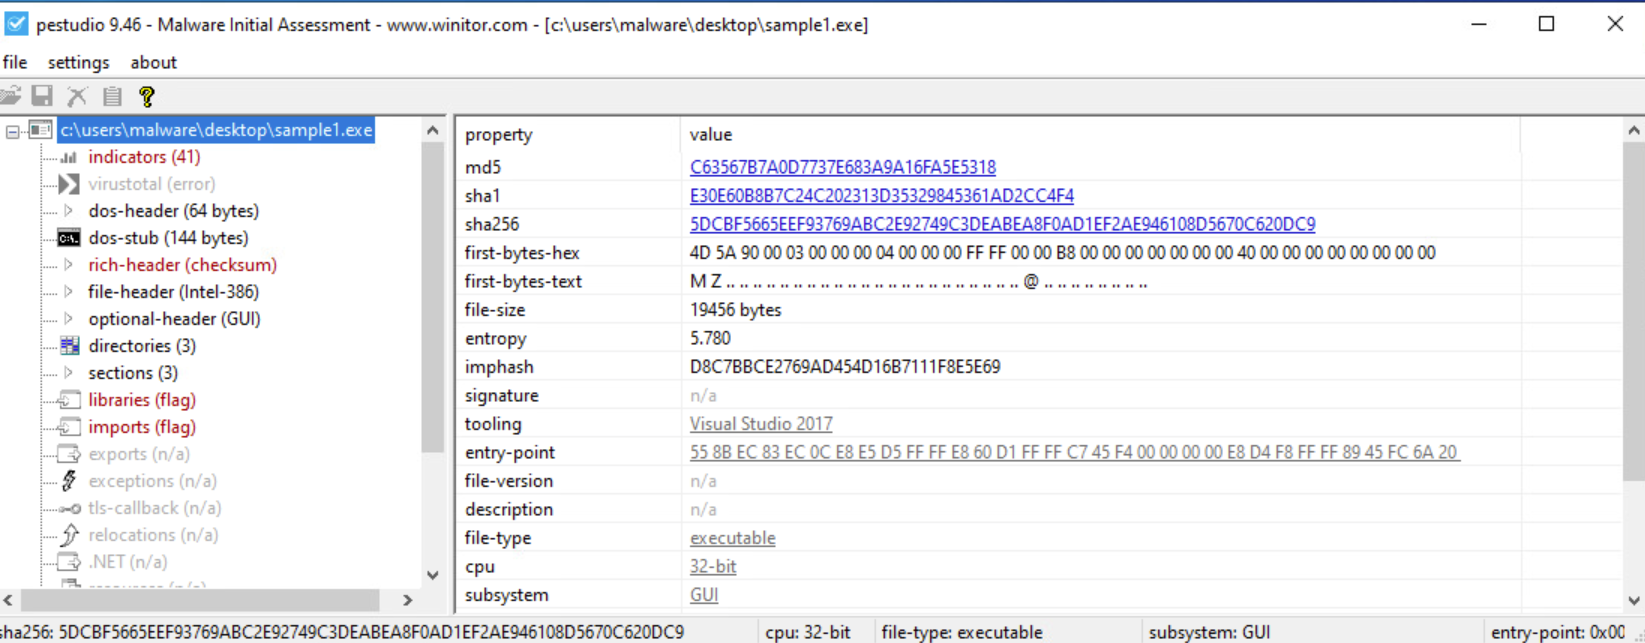 pestudio 9.46 - Malware Initial Assessment - www.winitor.com - [c:\users\malware\desktop\sample1.exe]
file settings about
c:\users\malware\desktop\sample1.exe
indicators (41)
virustotal (error)
dos-header (64 bytes)
dos-stub (144 bytes)
rich-header (checksum)
file-header (Intel-386)
optional-header (GUI)
directories (3)
sections (3)
libraries (flag)
imports (flag)
exports (n/a)
exceptions (n/a)
tls-callback (n/a)
relocations (n/a)
.NET (n/a)
property value
md5 C63567B7A0D7737E683A9A16FA5E5318
sha1 E30E60B8B7C24C202313D35329845361AD2CC4F4
sha256 5DCBF5665EEF93769ABC2E92749C3DEABEA8F0AD1EF2AE946108D5670C620DC9
first-bytes-hex 4D 5A 90 00 03 00 00 00 04 00 00 00 FF FF 00 00 B8 00 00 00 00 00 00 00 40 00 00 00 00 00 00 00
first-bytes-text M Z .. .. .. .. .. .. .. .. .. .. .. .. .. .. .. .. .. .. .. .. .. .. @ .. .. .. .. .. .. ..
file-size 19456 bytes
entropy 5.780
imphash D8C7BBCE2769AD454D16B7111F8E5E69
signature n/a
tooling Visual Studio 2017
entry-point 55 8B EC 83 EC 0C E8 E5 D5 FF FF E8 60 D1 FF FF C7 45 F4 00 00 00 00 E8 D4 F8 FF FF 89 45 FC 6A 20
file-version n/a
description n/a
file-type executable
cpu 32-bit
subsystem GUI
sha256: 5DCBF5665EEF93769ABC2E92749C3DEABEA8F0AD1EF2AE946108D5670C620DC9 cpu: 32-bit file-type: executable subsystem: GUI entry-point: 0x00